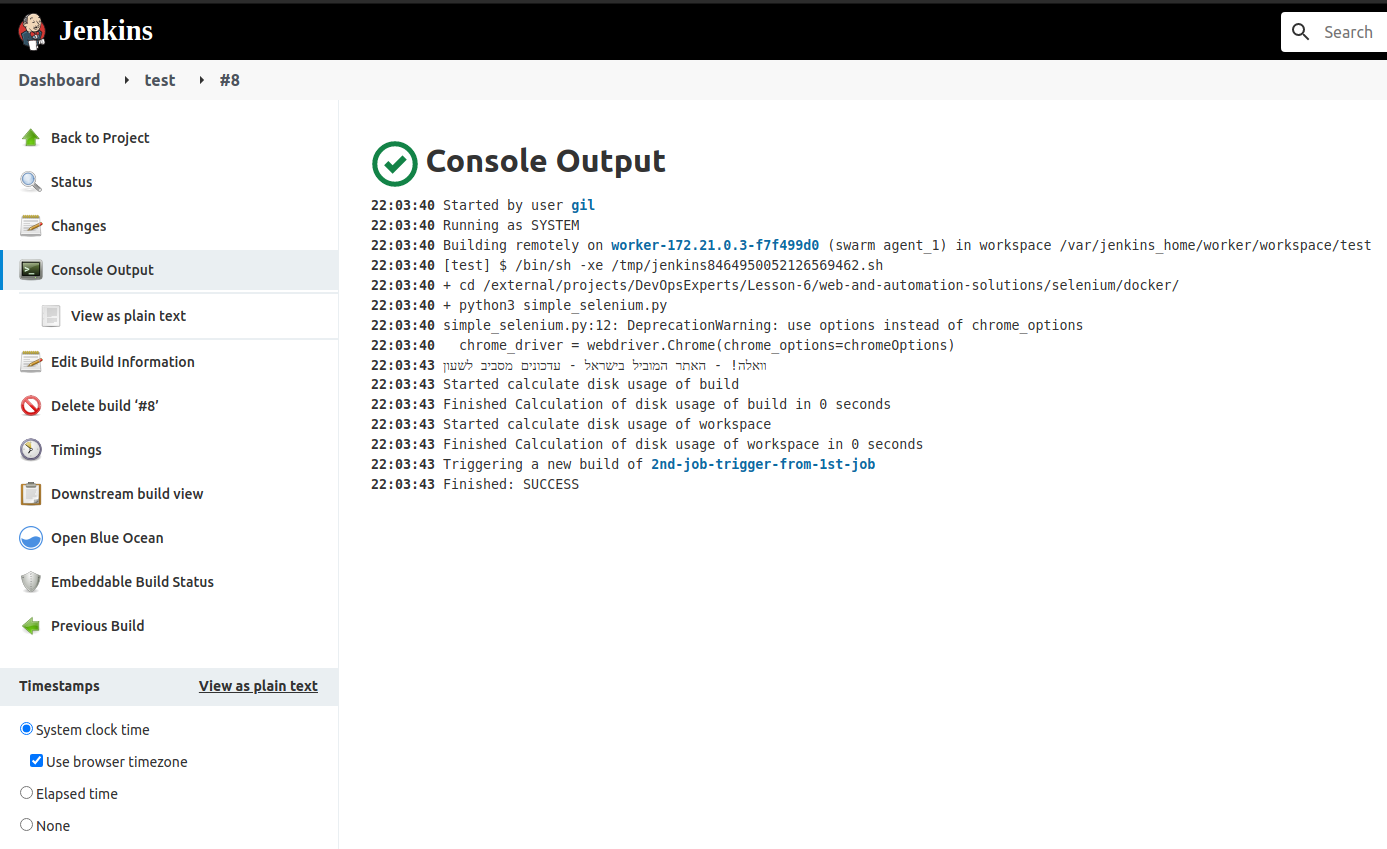 Jenkins
Search
Dashboard ▸ test ▸ #8
Back to Project
Status
Changes
Console Output
View as plain text
Edit Build Information
Delete build ‘#8’
Timings
Downstream build view
Open Blue Ocean
Embeddable Build Status
Previous Build
Timestamps View as plain text
System clock time
Use browser timezone
Elapsed time
None
Console Output
22:03:40 Started by user gil
22:03:40 Running as SYSTEM
22:03:40 Building remotely on worker-172.21.0.3-f7f499d0 (swarm agent_1) in workspace /var/jenkins_home/worker/workspace/test
22:03:40 [test] $ /bin/sh -xe /tmp/jenkins8464950052126569462.sh
22:03:40 + cd /external/projects/DevOpsExperts/Lesson-6/web-and-automation-solutions/selenium/docker/
22:03:40 + python3 simple_selenium.py
22:03:40 simple_selenium.py:12: DeprecationWarning: use options instead of chrome_options
22:03:40   chrome_driver = webdriver.Chrome(chrome_options=chromeOptions)
22:03:43 וואלה! - האתר המוביל בישראל - עדכונים מסביב לשעון
22:03:43 Started calculate disk usage of build
22:03:43 Finished Calculation of disk usage of build in 0 seconds
22:03:43 Started calculate disk usage of workspace
22:03:43 Finished Calculation of disk usage of workspace in 0 seconds
22:03:43 Triggering a new build of 2nd-job-trigger-from-1st-job
22:03:43 Finished: SUCCESS